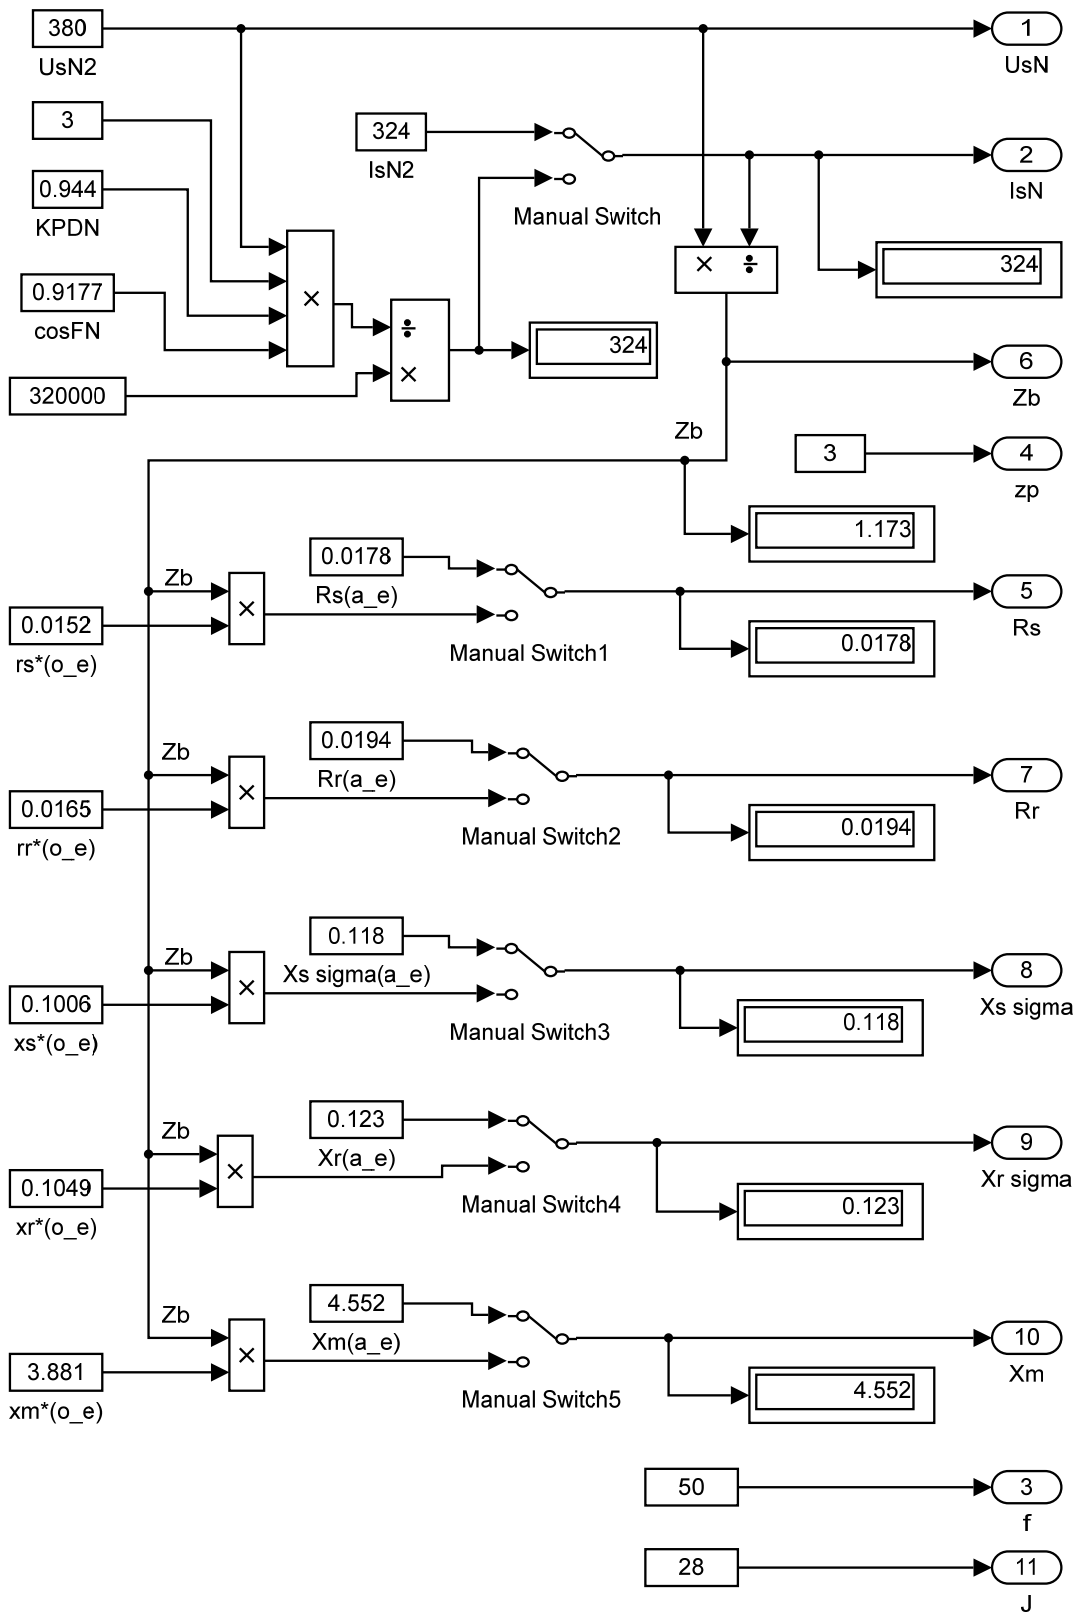 380
UsN2
1
UsN
3
324
IsN2
2
IsN
0.944
KPDN
Manual Switch
0.9177
cosFN
×
× ÷
324
÷
×
324
320000
6
Zb
Zb
3
4
zp
1.173
0.0178
Rs(a_e)
Zb
×
0.0152
rs*(o_e)
Manual Switch1
5
Rs
0.0178
0.0194
Rr(a_e)
Zb
×
0.0165
rr*(o_e)
Manual Switch2
7
Rr
0.0194
0.118
Xs sigma(a_e)
Zb
×
0.1006
xs*(o_e)
Manual Switch3
8
Xs sigma
0.118
0.123
Xr(a_e)
Zb
×
0.1049
xr*(o_e)
Manual Switch4
9
Xr sigma
0.123
4.552
Xm(a_e)
Zb
×
3.881
xm*(o_e)
Manual Switch5
10
Xm
4.552
50
3
f
28
11
J